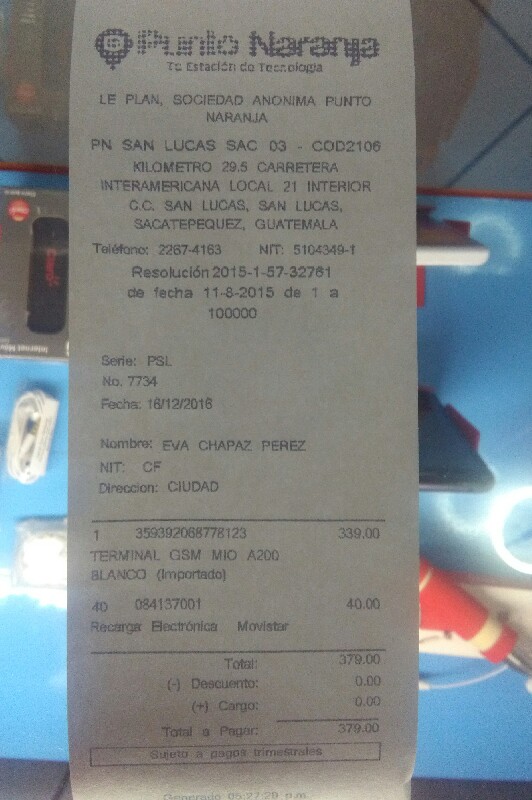 Punto Naranja
Tu Estación de Tecnología
LE PLAN, SOCIEDAD ANONIMA PUNTO
NARANJA
PN SAN LUCAS SAC 03 - COD2106
KILOMETRO 29.5 CARRETERA
INTERAMERICANA LOCAL 21 INTERIOR
C.C. SAN LUCAS, SAN LUCAS,
SACATEPEQUEZ, GUATEMALA
Teléfono: 2267-4163 NIT: 5104349-1
Resolución 2015-1-57-32761
de fecha 11-8-2015 de 1 a
100000
Serie: PSL
No. 7734
Fecha: 16/12/2016
Nombre: EVA CHAPAZ PEREZ
NIT: CF
Direccion: CIUDAD
1 359392068778123 339.00
TERMINAL GSM MIO A200
BLANCO (Importado)
40 084137001 40.00
Recarga Electrónica Movistar
Total: 379.00
(-) Descuento: 0.00
(+) Cargo: 0.00
Total a Pagar: 379.00
Sujeto a pagos trimestrales
Generado 05:27:29 p.m.
Claro